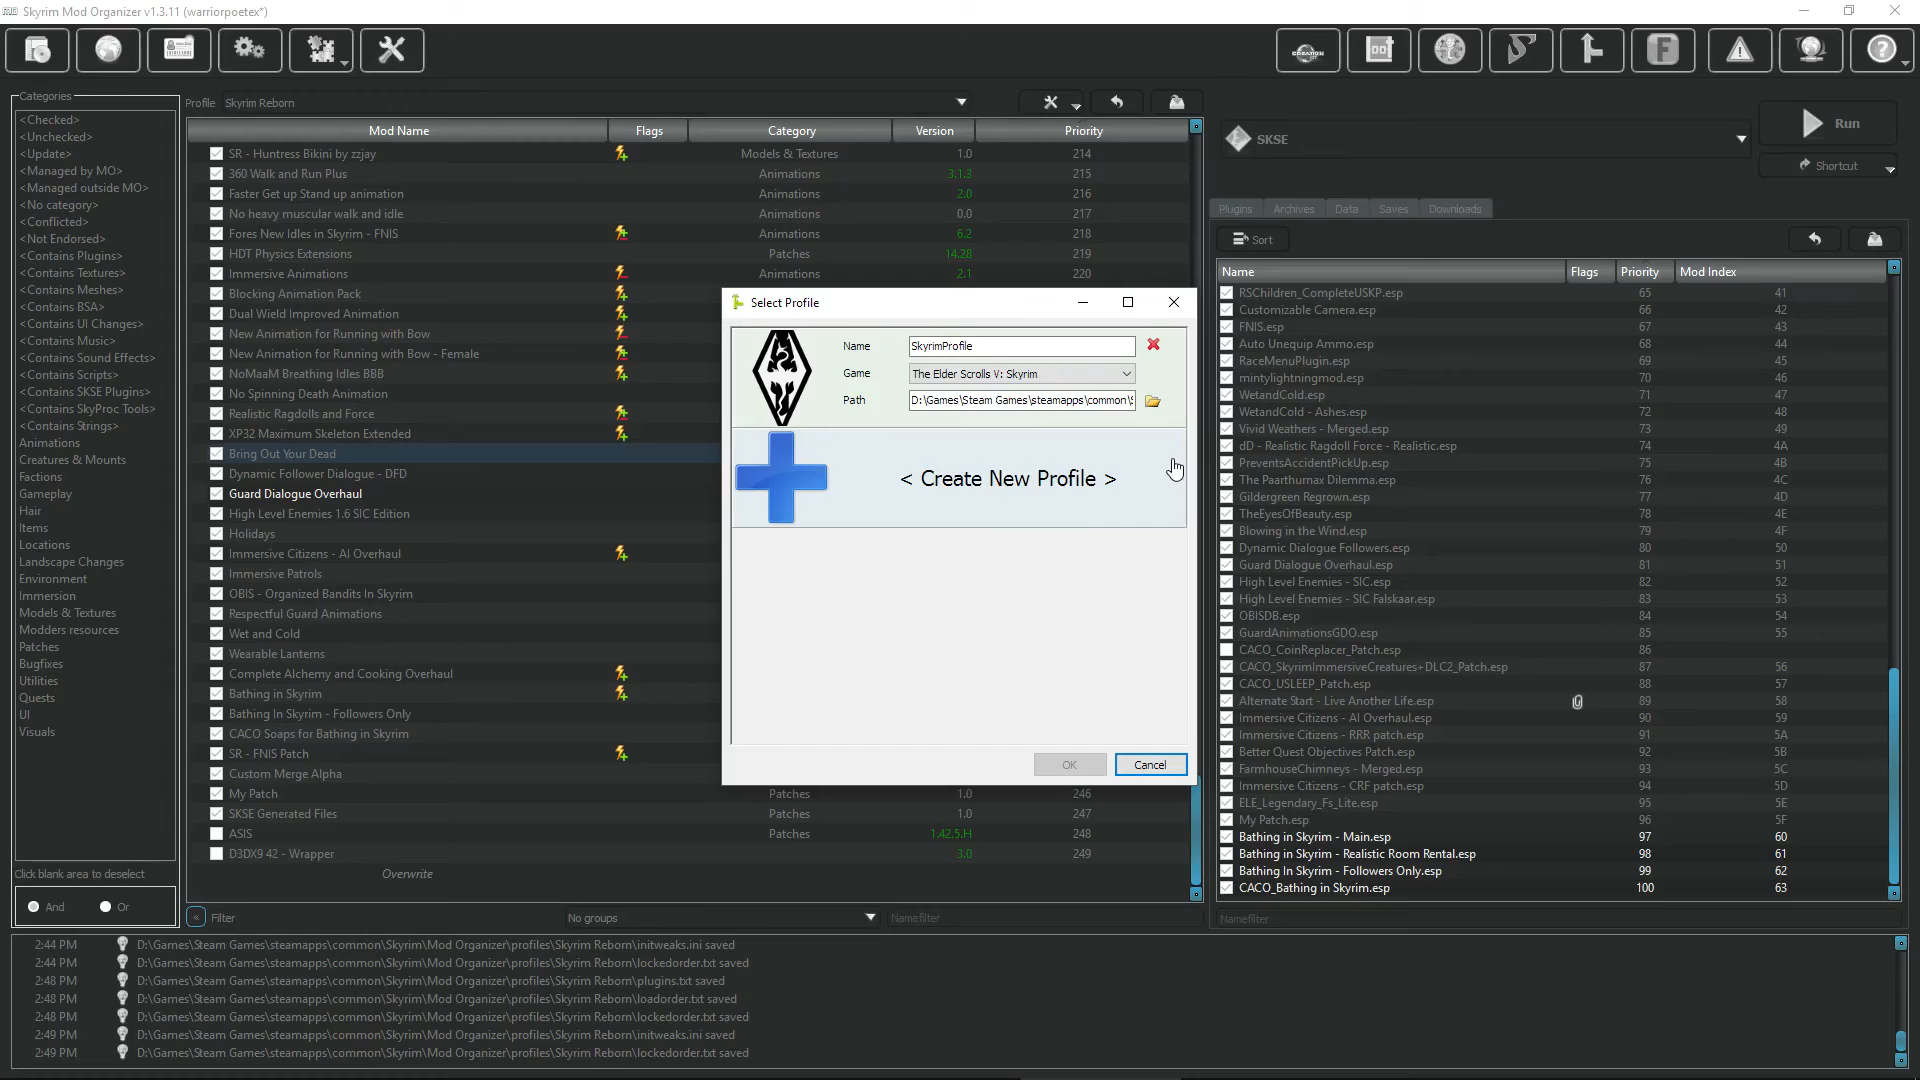 Skyrim Mod Organizer v1.3.11 (warriorpoetex*)
Categories
<Checked>
<Unchecked>
<Update>
<Managed by MO>
<Managed outside MO>
<No category>
<Conflicted>
<Not Endorsed>
<Contains Plugins>
<Contains Textures>
<Contains Meshes>
<Contains BSA>
<Contains UI Changes>
<Contains Music>
<Contains Sound Effects>
<Contains Scripts>
<Contains SKSE Plugins>
<Contains SkyProc Tools>
<Contains Strings>
Animations
Creatures & Mounts
Factions
Gameplay
Hair
Items
Locations
Landscape Changes
Environment
Immersion
Models & Textures
Modders resources
Patches
Bugfixes
Utilities
Quests
UI
Visuals
Click blank area to deselect
And Or
Profile Skyrim Reborn
Mod Name Flags Category Version Priority
SR - Huntress Bikini by zzjay Models & Textures 1.0 214
360 Walk and Run Plus Animations 3.1.3 215
Faster Get up Stand up animation Animations 2.0 216
No heavy muscular walk and idle Animations 0.0 217
Fores New Idles in Skyrim - FNIS Animations 6.2 218
HDT Physics Extensions Patches 14.28 219
Immersive Animations Animations 2.1 220
Blocking Animation Pack
Dual Wield Improved Animation
New Animation for Running with Bow
New Animation for Running with Bow - Female
NoMaaM Breathing Idles BBB
No Spinning Death Animation
Realistic Ragdolls and Force
XP32 Maximum Skeleton Extended
Bring Out Your Dead
Dynamic Follower Dialogue - DFD
Guard Dialogue Overhaul
High Level Enemies 1.6 SIC Edition
Holidays
Immersive Citizens - AI Overhaul
Immersive Patrols
OBIS - Organized Bandits In Skyrim
Respectful Guard Animations
Wet and Cold
Wearable Lanterns
Complete Alchemy and Cooking Overhaul
Bathing in Skyrim
Bathing In Skyrim - Followers Only
CACO Soaps for Bathing in Skyrim
SR - FNIS Patch
Custom Merge Alpha
My Patch Patches 1.0 246
SKSE Generated Files Patches 1.0 247
ASIS Patches 1.42.5.H 248
D3DX9 42 - Wrapper 3.0 249
Overwrite
« Filter No groups Namefilter
Select Profile
Name SkyrimProfile
Game The Elder Scrolls V: Skyrim
Path D:\Games\Steam Games\steamapps\common\
< Create New Profile >
OK Cancel
SKSE
Run
Shortcut
Plugins Archives Data Saves Downloads
Sort
Name Flags Priority Mod Index
RSChildren_CompleteUSKP.esp 65 41
Customizable Camera.esp 66 42
FNIS.esp 67 43
Auto Unequip Ammo.esp 68 44
RaceMenuPlugin.esp 69 45
mintylightningmod.esp 70 46
WetandCold.esp 71 47
WetandCold - Ashes.esp 72 48
Vivid Weathers - Merged.esp 73 49
dD - Realistic Ragdoll Force - Realistic.esp 74 4A
PreventsAccidentPickUp.esp 75 4B
The Paarthurnax Dilemma.esp 76 4C
Gildergreen Regrown.esp 77 4D
TheEyesOfBeauty.esp 78 4E
Blowing in the Wind.esp 79 4F
Dynamic Dialogue Followers.esp 80 50
Guard Dialogue Overhaul.esp 81 51
High Level Enemies - SIC.esp 82 52
High Level Enemies - SIC Falskaar.esp 83 53
OBISDB.esp 84 54
GuardAnimationsGDO.esp 85 55
CACO_CoinReplacer_Patch.esp 86
CACO_SkyrimImmersiveCreatures+DLC2_Patch.esp 87 56
CACO_USLEEP_Patch.esp 88 57
Alternate Start - Live Another Life.esp 89 58
Immersive Citizens - AI Overhaul.esp 90 59
Immersive Citizens - RRR patch.esp 91 5A
Better Quest Objectives Patch.esp 92 5B
FarmhouseChimneys - Merged.esp 93 5C
Immersive Citizens - CRF patch.esp 94 5D
ELE_Legendary_Fs_Lite.esp 95 5E
My Patch.esp 96 5F
Bathing in Skyrim - Main.esp 97 60
Bathing in Skyrim - Realistic Room Rental.esp 98 61
Bathing In Skyrim - Followers Only.esp 99 62
CACO_Bathing in Skyrim.esp 100 63
Namefilter
2:44 PM D:\Games\Steam Games\steamapps\common\Skyrim\Mod Organizer\profiles\Skyrim Reborn\initweaks.ini saved
2:44 PM D:\Games\Steam Games\steamapps\common\Skyrim\Mod Organizer\profiles\Skyrim Reborn\lockedorder.txt saved
2:48 PM D:\Games\Steam Games\steamapps\common\Skyrim\Mod Organizer\profiles\Skyrim Reborn\plugins.txt saved
2:48 PM D:\Games\Steam Games\steamapps\common\Skyrim\Mod Organizer\profiles\Skyrim Reborn\loadorder.txt saved
2:48 PM D:\Games\Steam Games\steamapps\common\Skyrim\Mod Organizer\profiles\Skyrim Reborn\lockedorder.txt saved
2:49 PM D:\Games\Steam Games\steamapps\common\Skyrim\Mod Organizer\profiles\Skyrim Reborn\initweaks.ini saved
2:49 PM D:\Games\Steam Games\steamapps\common\Skyrim\Mod Organizer\profiles\Skyrim Reborn\lockedorder.txt saved